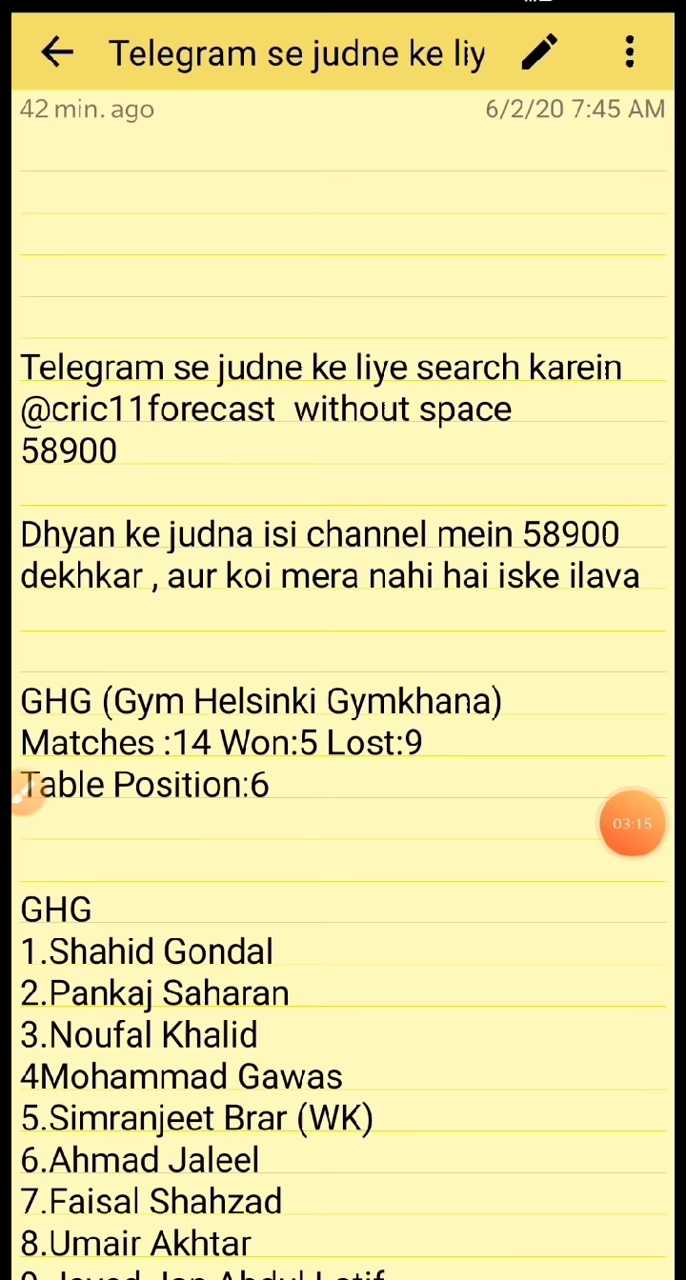 Telegram se judne ke liy
42 min. ago 6/2/20 7:45 AM
Telegram se judne ke liye search karein
@cric11forecast without space
58900
Dhyan ke judna isi channel mein 58900
dekhkar , aur koi mera nahi hai iske ilava
GHG (Gym Helsinki Gymkhana)
Matches :14 Won:5 Lost:9
Table Position:6
03:15
GHG
1.Shahid Gondal
2.Pankaj Saharan
3.Noufal Khalid
4Mohammad Gawas
5.Simranjeet Brar (WK)
6.Ahmad Jaleel
7.Faisal Shahzad
8.Umair Akhtar